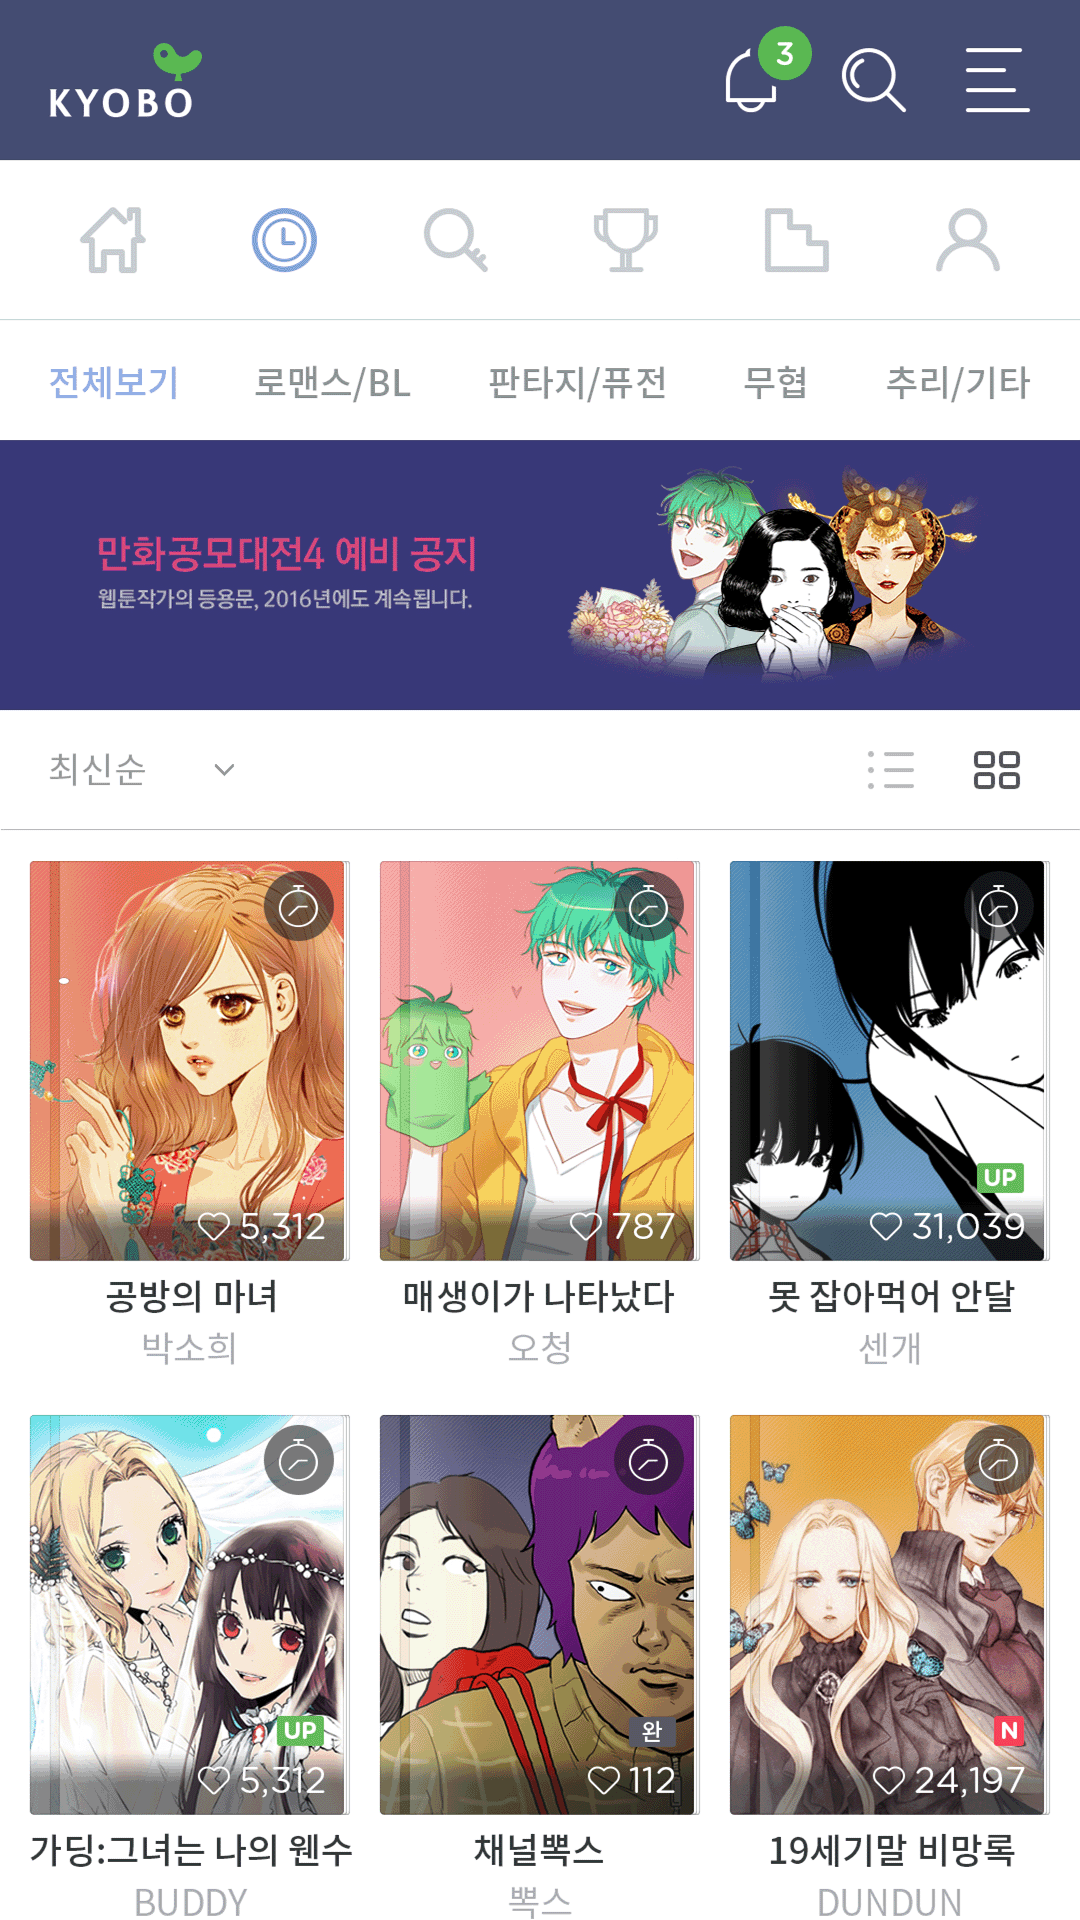 KYOBO
3
전체보기 로맨스/BL 판타지/퓨전 무협 추리/기타
만화공모대전4 예비 공지
웹툰작가의 등용문, 2016년에도 계속됩니다.
최신순
UP
5,312 787 31,039
공방의 마녀 매생이가 나타났다 못 잡아먹어 안달
박소희 오청 센개
UP 완 N
5,312 112 24,197
가딩:그녀는 나의 웬수 채널뽁스 19세기말 비망록
BUDDY 뽁스 DUNDUN